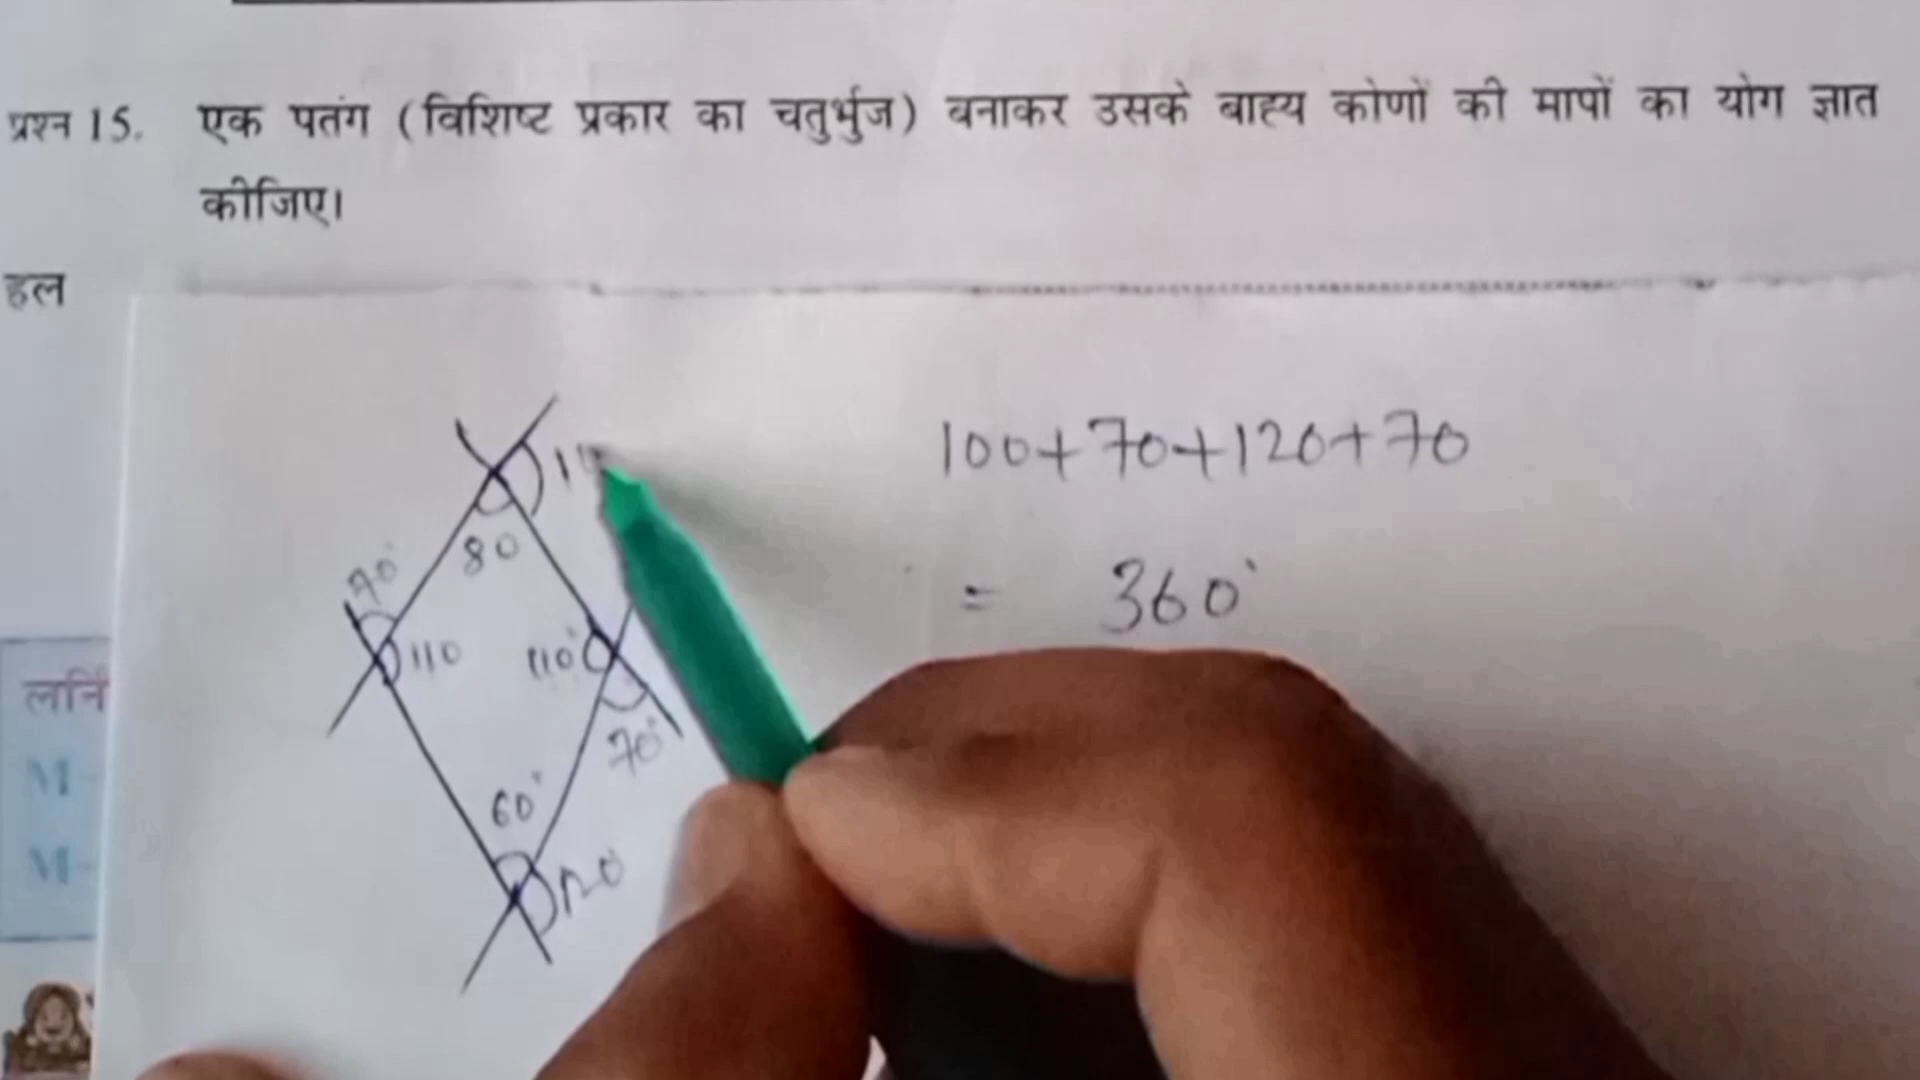 प्रश्न 15. एक पतंग (विशिष्ट प्रकार का चतुर्भुज) बनाकर उसके बाह्य कोणों की मापों का योग ज्ञात
कीजिए।
हल
100+70+120+70
= 360°
80
70°
110
110°
70°
60°
120
M-
M-